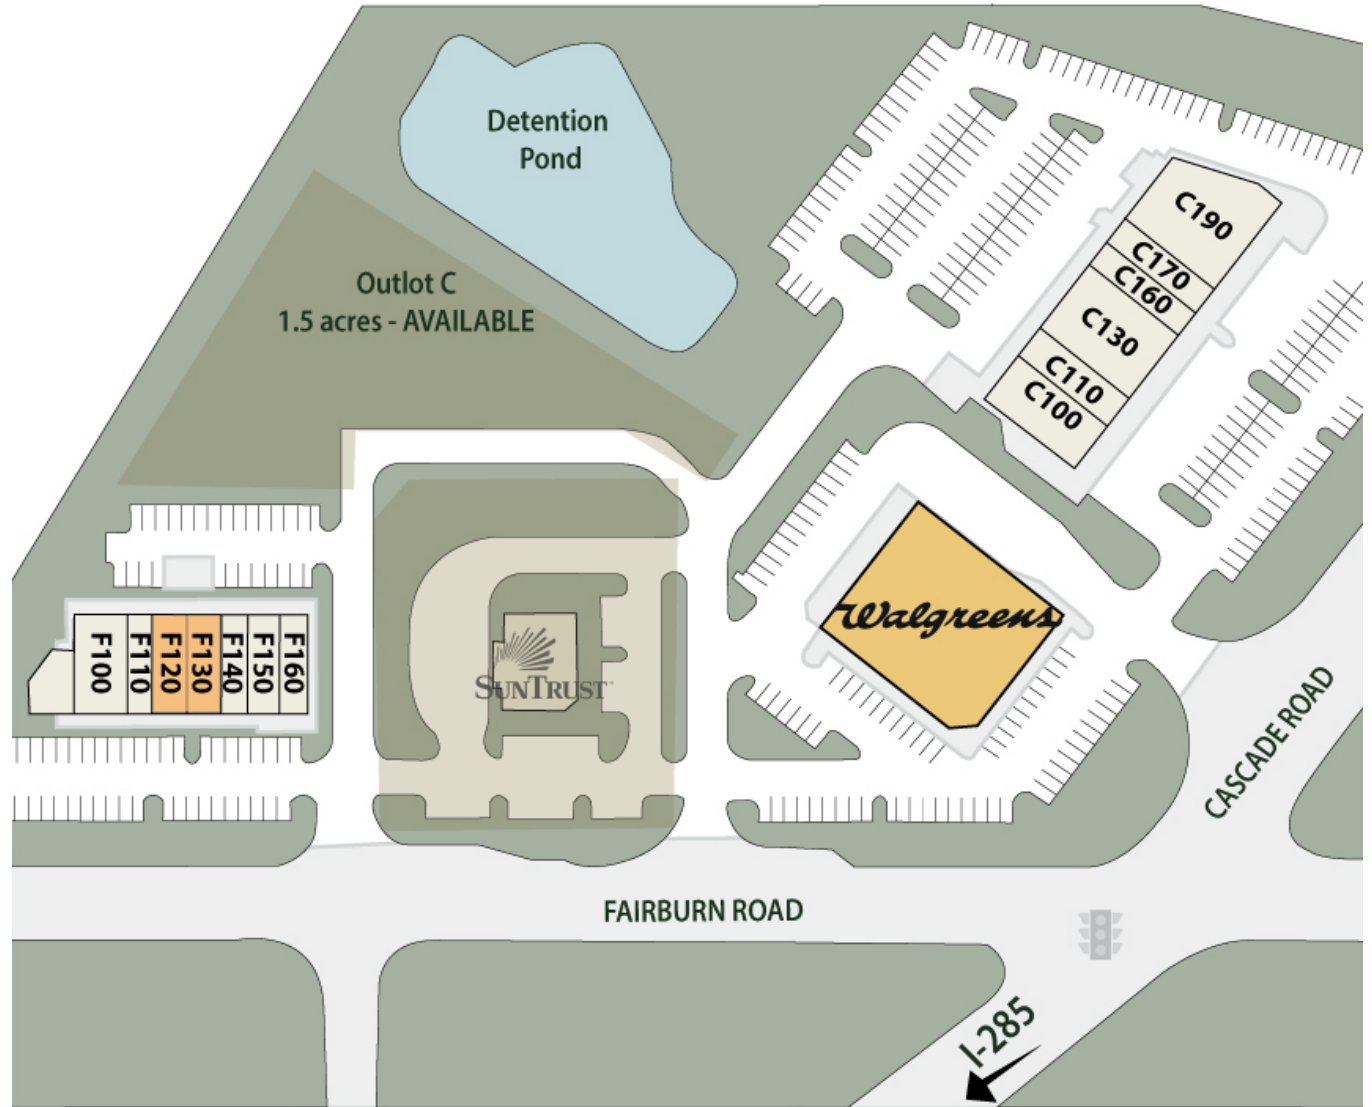 Detention
Pond
Outlot C
1.5 acres - AVAILABLE
C190
C170
C160
C130
C110
C100
Walgreens
F100
F110
F120
F130
F140
F150
F160
SUNTRUST
CASCADE ROAD
FAIRBURN ROAD
I-285